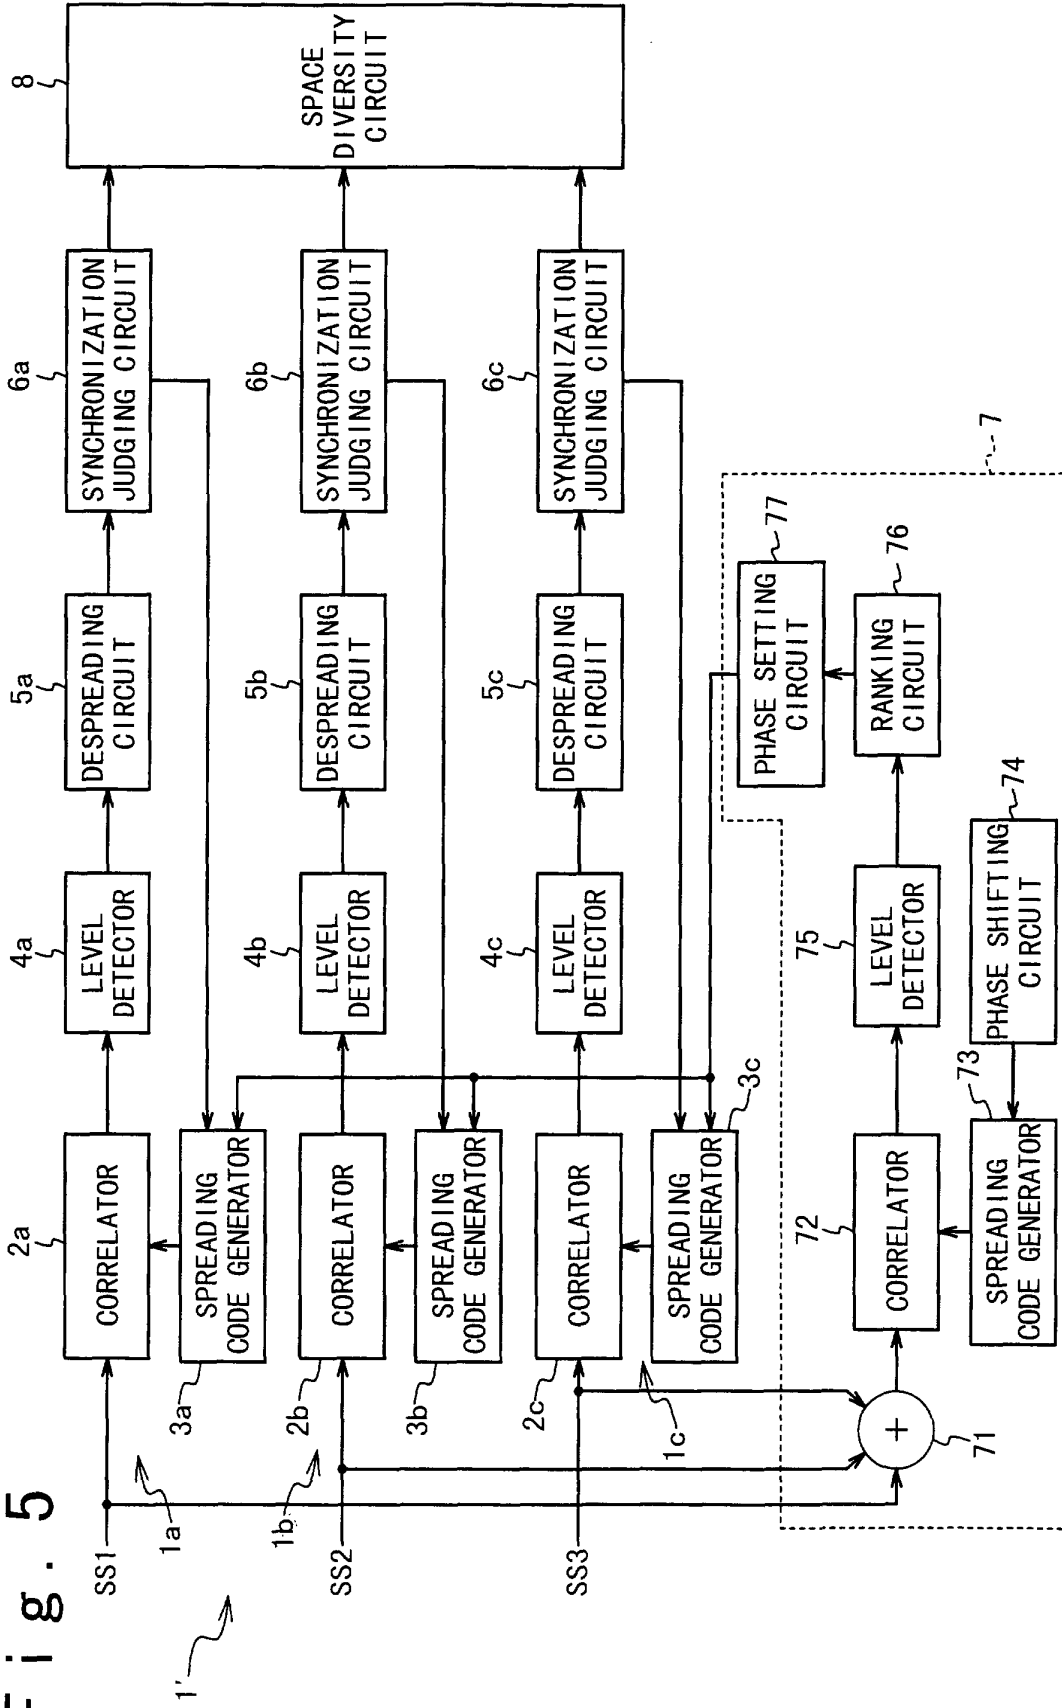 Fig. 5
1'
SS1
1a
2a
CORRELATOR
3a
SPREADING
CODE GENERATOR
4a
LEVEL
DETECTOR
5a
DESPREADING
CIRCUIT
6a
SYNCHRONIZATION
JUDGING CIRCUIT
8
SPACE
DIVERSITY
CIRCUIT
SS2
1b
2b
CORRELATOR
3b
SPREADING
CODE GENERATOR
4b
LEVEL
DETECTOR
5b
DESPREADING
CIRCUIT
6b
SYNCHRONIZATION
JUDGING CIRCUIT
SS3
1c
2c
CORRELATOR
3c
SPREADING
CODE GENERATOR
4c
LEVEL
DETECTOR
5c
DESPREADING
CIRCUIT
6c
SYNCHRONIZATION
JUDGING CIRCUIT
7
PHASE SETTING
CIRCUIT
77
+
71
72
CORRELATOR
75
LEVEL
DETECTOR
RANKING
CIRCUIT
76
SPREADING
CODE GENERATOR
73
PHASE SHIFTING
CIRCUIT
74